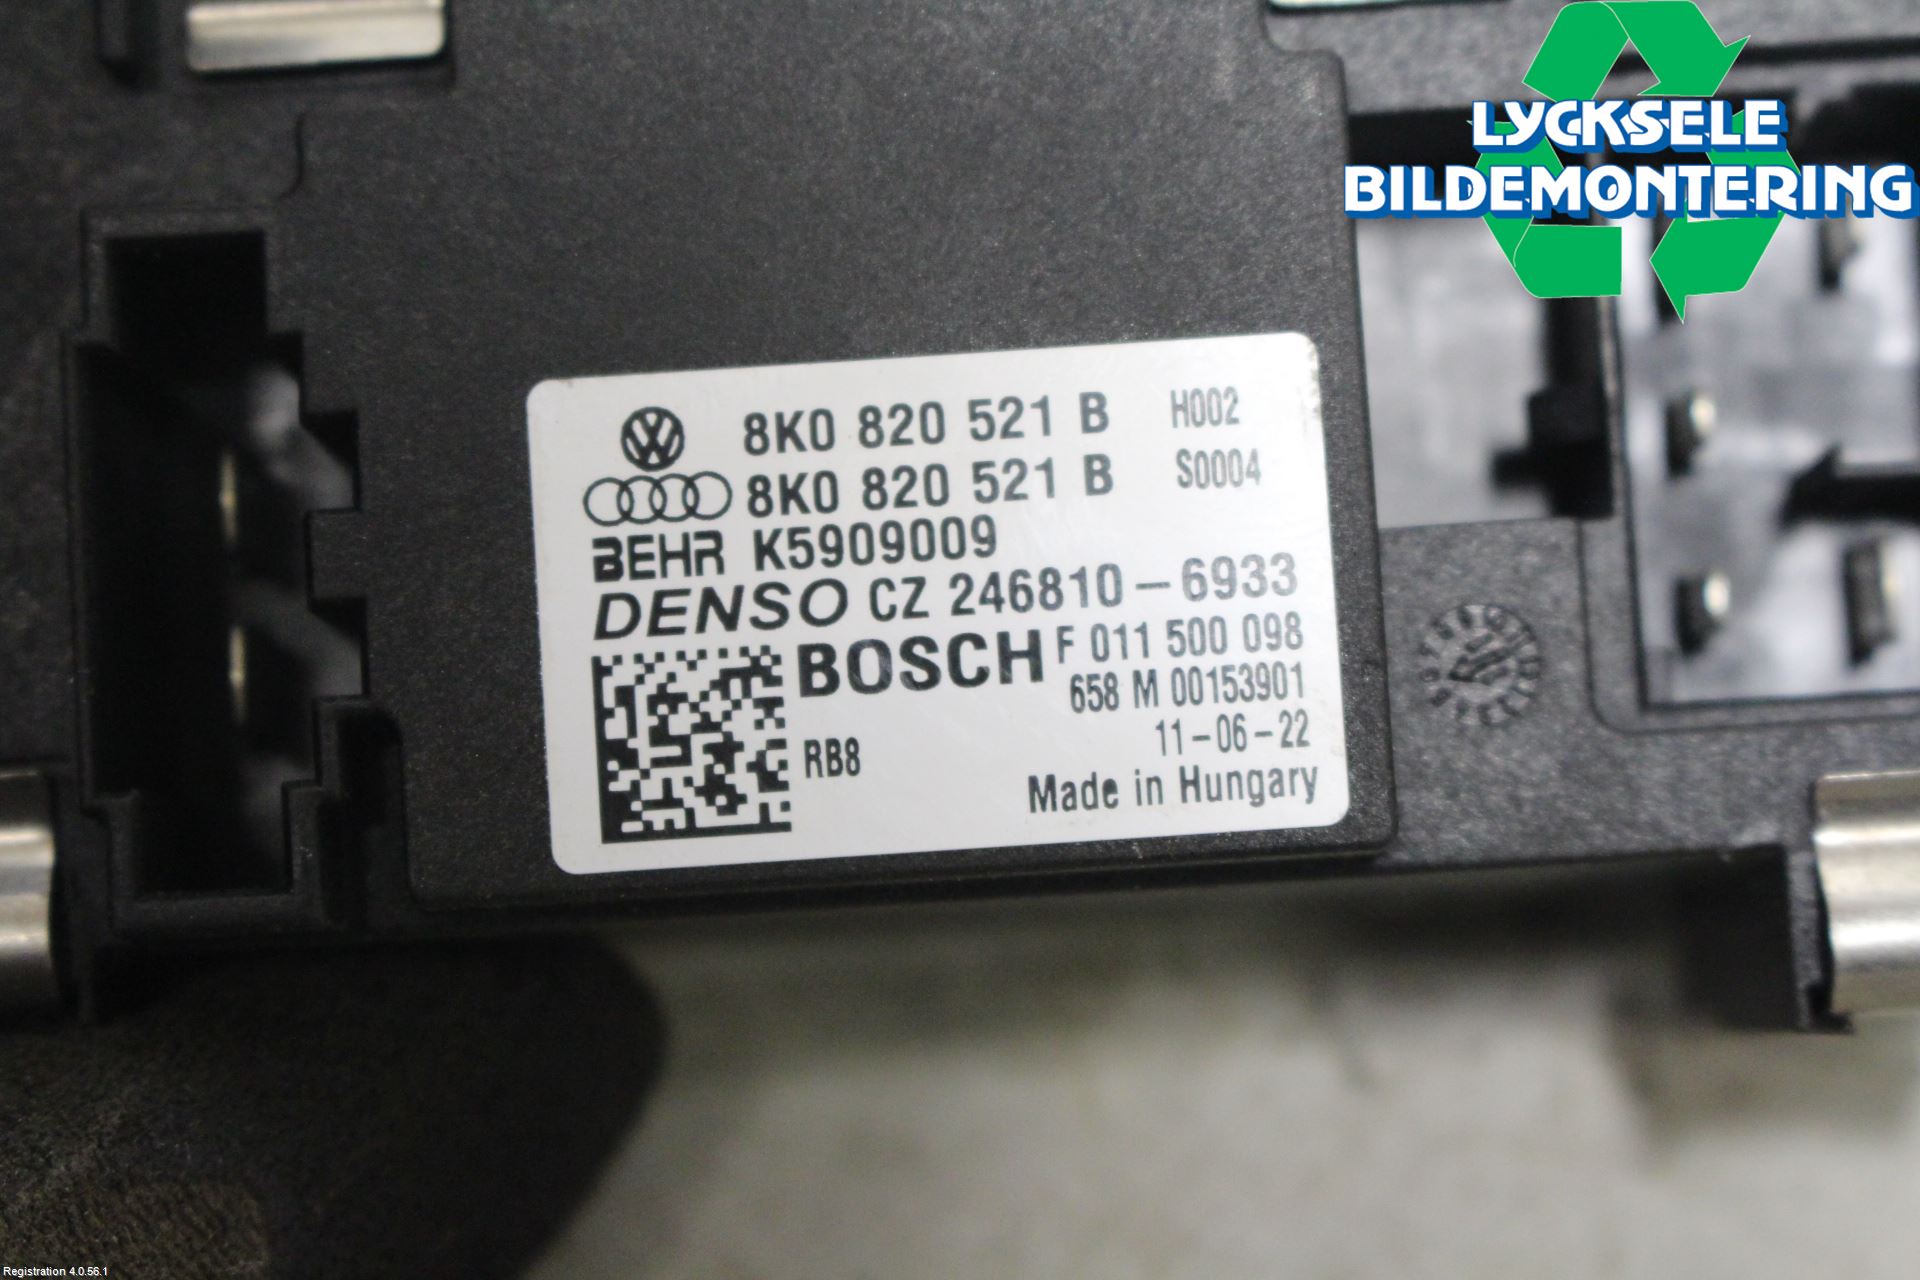 LYCKSELE
BILDEMONTERING
8K0 820 521 B H002
8K0 820 521 B S0004
BEHR K5909009
DENSO CZ 246810-6933
BOSCH F 011 500 098
658 M 00153901
RB8 11-06-22
Made in Hungary
Registration 4.0.56.1